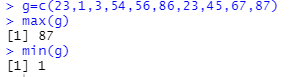 > g=c(23,1,3,54,56,86,23,45,67,87)
> max(g)
[1] 87
> min(g)
[1] 1